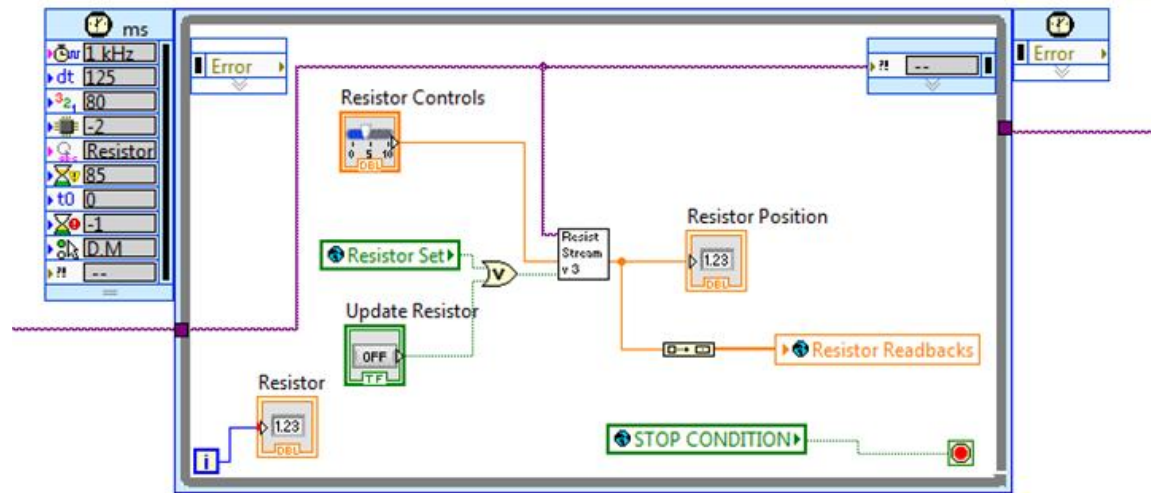 ms
1 kHz
dt 125
321 80
-2
abc Resistor
85
t0 0
-1
D.M
?! --
Error
?! --
Error
Resistor Controls
0 5 10
DBL
Resistor Set
V
Resist
Stream
v 3
Resistor Position
1.23
DBL
Update Resistor
OFF
TF
Resistor Readbacks
Resistor
1.23
DBL
i
STOP CONDITION